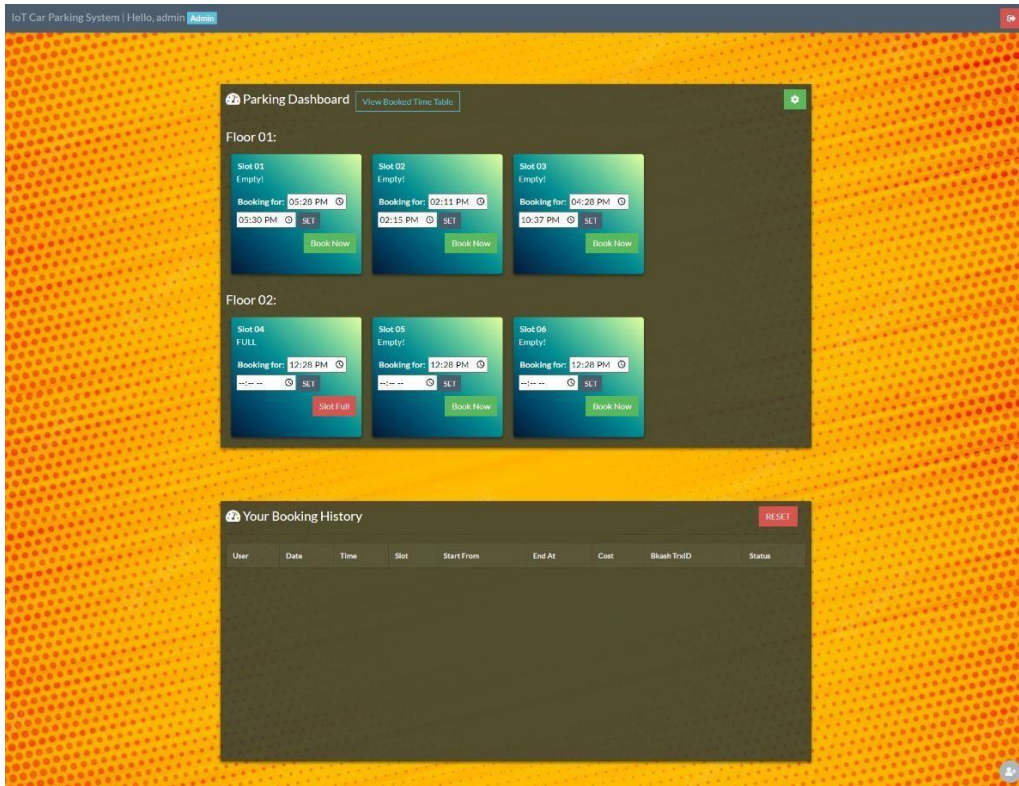 IoT Car Parking System | Hello, admin Admin
Parking Dashboard View Booked Time Table
Floor 01:
Slot 01
Empty!
Booking for: 05:28 PM
05:30 PM SET
Book Now
Slot 02
Empty!
Booking for: 02:11 PM
02:15 PM SET
Book Now
Slot 03
Empty!
Booking for: 04:28 PM
10:37 PM SET
Book Now
Floor 02:
Slot 04
FULL
Booking for: 12:28 PM
--:-- -- SET
Slot Full
Slot 05
Empty!
Booking for: 12:28 PM
--:-- -- SET
Book Now
Slot 06
Empty!
Booking for: 12:28 PM
--:-- -- SET
Book Now
Your Booking History RESET
User Date Time Slot Start From End At Cost Bkash TrxID Status